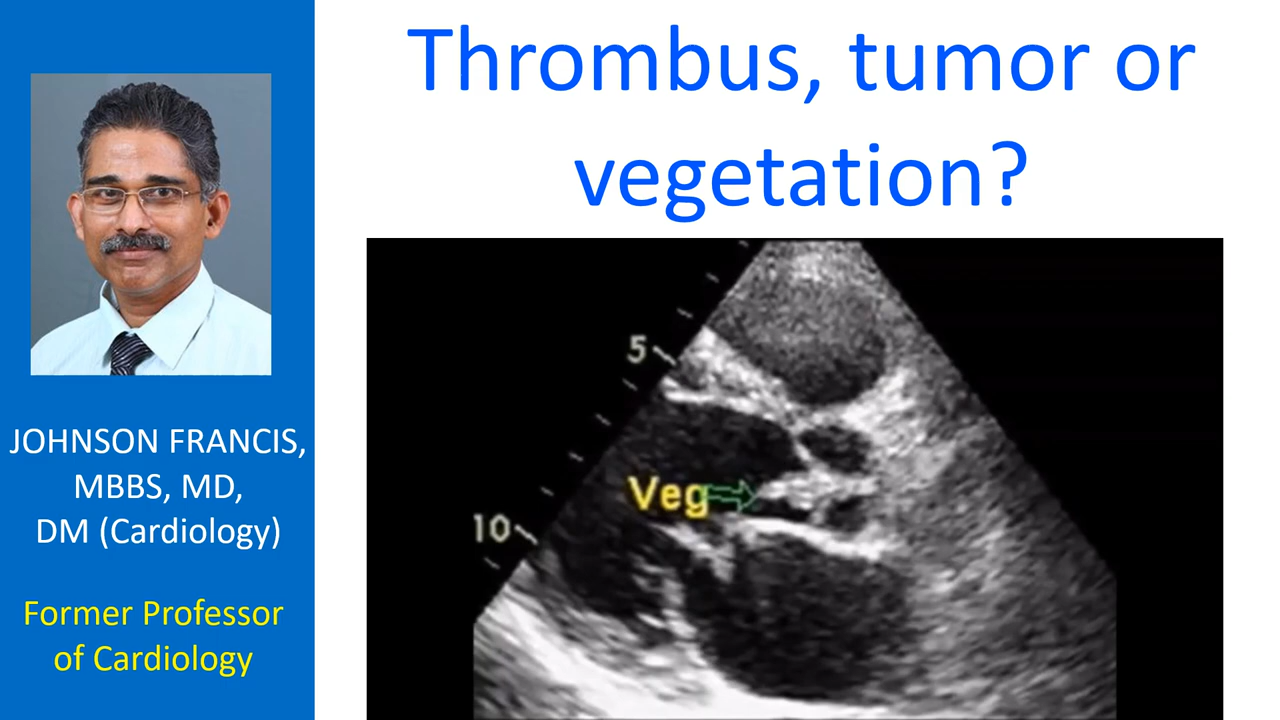 Thrombus, tumor or
vegetation?
JOHNSON FRANCIS,
MBBS, MD,
DM (Cardiology)
Former Professor
of Cardiology
5
Veg
10